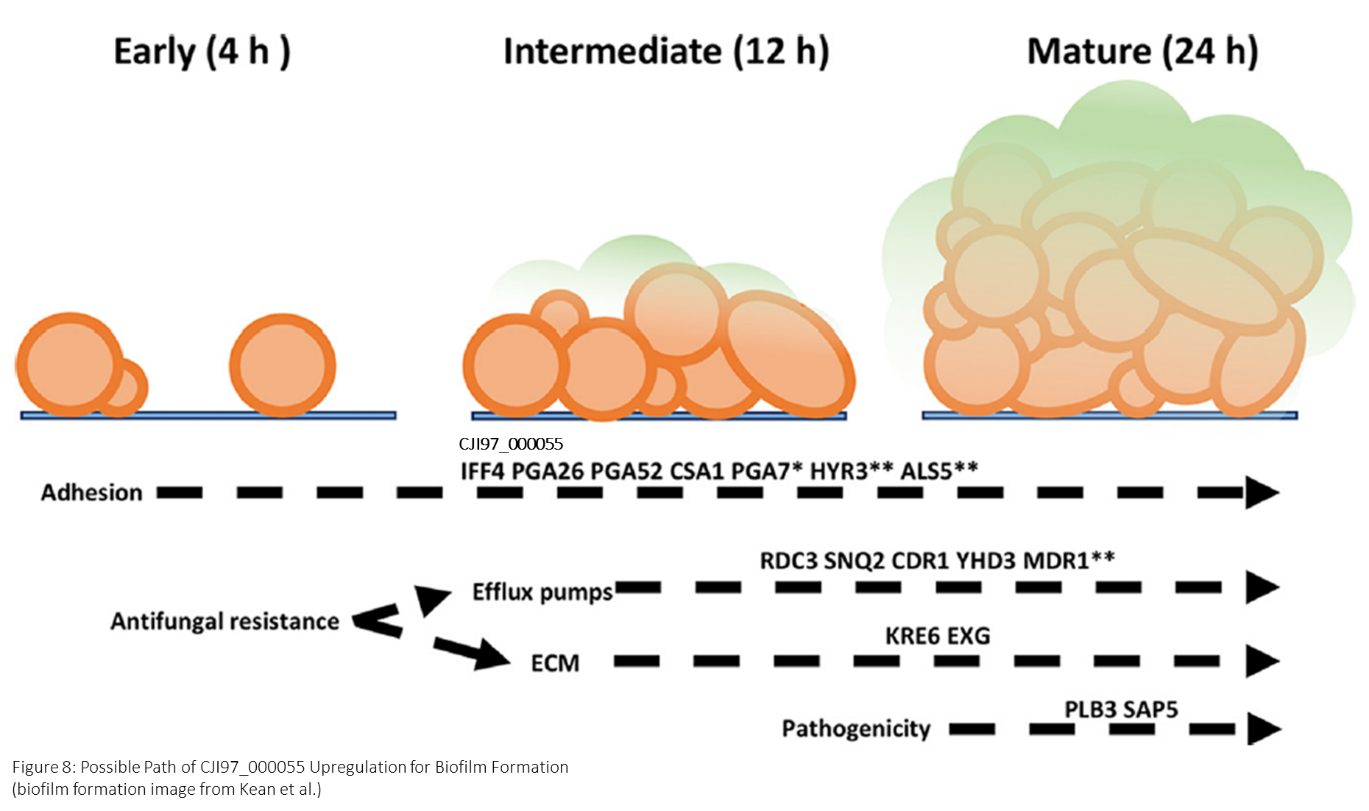 Early (4 h )
Intermediate (12 h)
Mature (24 h)
CJI97_000055
IFF4 PGA26 PGA52 CSA1 PGA7* HYR3** ALS5**
Adhesion
RDC3 SNQ2 CDR1 YHD3 MDR1**
Efflux pumps
Antifungal resistance
KRE6 EXG
ECM
PLB3 SAP5
Pathogenicity
Figure 8: Possible Path of CJI97_000055 Upregulation for Biofilm Formation
(biofilm formation image from Kean et al.)